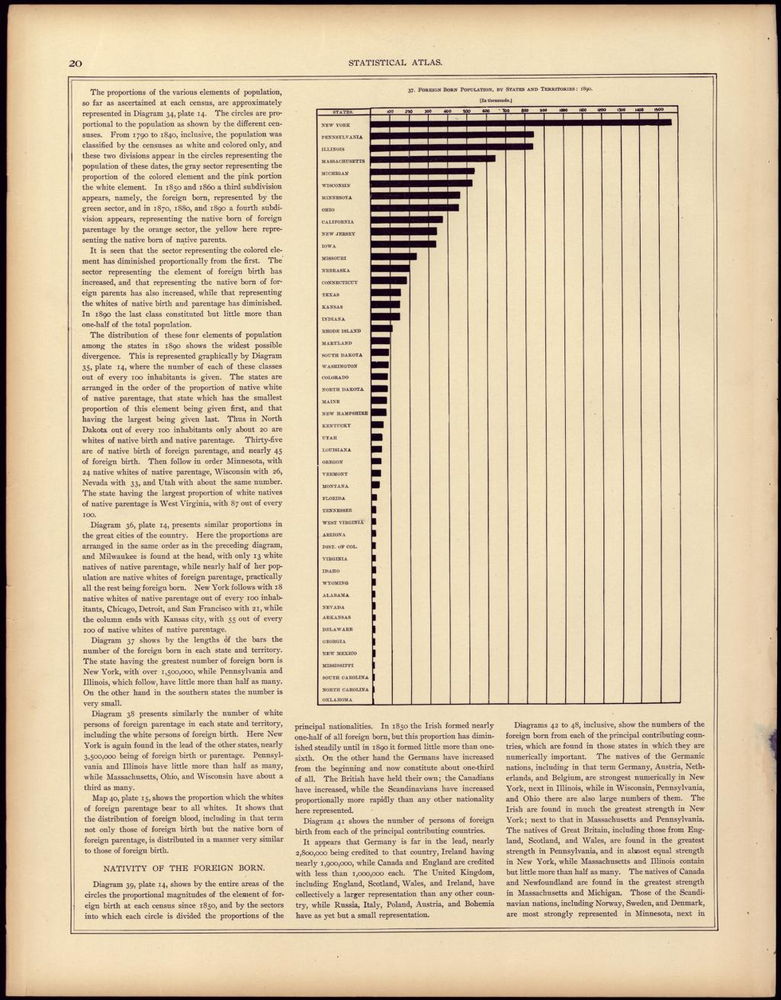 20
STATISTICAL ATLAS.
The proportions of the various elements of population,
so far as ascertained at each census, are approximately
represented in Diagram 34, plate 14. The circles are pro-
portional to the population as shown by the different cen-
suses. From 1790 to 1840, inclusive, the population was
classified by the censuses as white and colored only, and
these two divisions appear in the circles representing the
population of these dates, the gray sector representing the
proportion of the colored element and the pink portion
the white element. In 1850 and 1860 a third subdivision
appears, namely, the foreign born, represented by the
green sector, and in 1870, 1880, and 1890 a fourth subdi-
vision appears, representing the native born of foreign
parentage by the orange sector, the yellow here repre-
senting the native born of native parents.
It is seen that the sector representing the colored ele-
ment has diminished proportionally from the first. The
sector representing the element of foreign birth has
increased, and that representing the native born of for-
eign parents has also increased, while that representing
the whites of native birth and parentage has diminished.
In 1890 the last class constituted but little more than
one-half of the total population.
The distribution of these four elements of population
among the states in 1890 shows the widest possible
divergence. This is represented graphically by Diagram
35, plate 14, where the number of each of these classes
out of every 100 inhabitants is given. The states are
arranged in the order of the proportion of native white
of native parentage, that state which has the smallest
proportion of this element being given first, and that
having the largest being given last. Thus in North
Dakota out of every 100 inhabitants only about 20 are
whites of native birth and native parentage. Thirty-five
are of native birth of foreign parentage, and nearly 45
of foreign birth. Then follow in order Minnesota, with
24 native whites of native parentage, Wisconsin with 26,
Nevada with 33, and Utah with about the same number.
The state having the largest proportion of white natives
of native parentage is West Virginia, with 87 out of every
100.
Diagram 36, plate 14, presents similar proportions in
the great cities of the country. Here the proportions are
arranged in the same order as in the preceding diagram,
and Milwaukee is found at the head, with only 13 white
natives of native parentage, while nearly half of her pop-
ulation are native whites of foreign parentage, practically
all the rest being foreign born. New York follows with 18
native whites of native parentage out of every 100 inhab-
itants, Chicago, Detroit, and San Francisco with 21, while
the column ends with Kansas city, with 55 out of every
100 of native whites of native parentage.
Diagram 37 shows by the lengths of the bars the
number of the foreign born in each state and territory.
The state having the greatest number of foreign born is
New York, with over 1,500,000, while Pennsylvania and
Illinois, which follow, have little more than half as many.
On the other hand in the southern states the number is
very small.
Diagram 38 presents similarly the number of white
persons of foreign parentage in each state and territory,
including the white persons of foreign birth. Here New
York is again found in the lead of the other states, nearly
3,500,000 being of foreign birth or parentage. Pennsyl-
vania and Illinois have little more than half as many,
while Massachusetts, Ohio, and Wisconsin have about a
third as many.
Map 40, plate 15, shows the proportion which the whites
of foreign parentage bear to all whites. It shows that
the distribution of foreign blood, including in that term
not only those of foreign birth but the native born of
foreign parentage, is distributed in a manner very similar
to those of foreign birth.
NATIVITY OF THE FOREIGN BORN.
Diagram 39, plate 14, shows by the entire areas of the
circles the proportional magnitudes of the element of for-
eign birth at each census since 1850, and by the sectors
into which each circle is divided the proportions of the
37. FOREIGN BORN POPULATION, BY STATES AND TERRITORIES: 1890.
[In thousands.]
STATES. 100 200 300 400 500 600 700 800 900 1000 1100 1200 1300 1400 1500
NEW YORK
PENNSYLVANIA
ILLINOIS
MASSACHUSETTS
MICHIGAN
WISCONSIN
MINNESOTA
OHIO
CALIFORNIA
NEW JERSEY
IOWA
MISSOURI
NEBRASKA
CONNECTICUT
TEXAS
KANSAS
INDIANA
RHODE ISLAND
MARYLAND
SOUTH DAKOTA
WASHINGTON
COLORADO
NORTH DAKOTA
MAINE
NEW HAMPSHIRE
KENTUCKY
UTAH
LOUISIANA
OREGON
VERMONT
MONTANA
FLORIDA
TENNESSEE
WEST VIRGINIA
ARIZONA
DIST. OF COL.
VIRGINIA
IDAHO
WYOMING
ALABAMA
NEVADA
ARKANSAS
DELAWARE
GEORGIA
NEW MEXICO
MISSISSIPPI
SOUTH CAROLINA
NORTH CAROLINA
OKLAHOMA
principal nationalities. In 1850 the Irish formed nearly
one-half of all foreign born, but this proportion has dimin-
ished steadily until in 1890 it formed little more than one-
sixth. On the other hand the Germans have increased
from the beginning and now constitute about one-third
of all. The British have held their own; the Canadians
have increased, while the Scandinavians have increased
proportionally more rapidly than any other nationality
here represented.
Diagram 41 shows the number of persons of foreign
birth from each of the principal contributing countries.
It appears that Germany is far in the lead, nearly
2,800,000 being credited to that country, Ireland having
nearly 1,900,000, while Canada and England are credited
with less than 1,000,000 each. The United Kingdom,
including England, Scotland, Wales, and Ireland, have
collectively a larger representation than any other coun-
try, while Russia, Italy, Poland, Austria, and Bohemia
have as yet but a small representation.
Diagrams 42 to 48, inclusive, show the numbers of the
foreign born from each of the principal contributing coun-
tries, which are found in those states in which they are
numerically important. The natives of the Germanic
nations, including in that term Germany, Austria, Neth-
erlands, and Belgium, are strongest numerically in New
York, next in Illinois, while in Wisconsin, Pennsylvania,
and Ohio there are also large numbers of them. The
Irish are found in much the greatest strength in New
York; next to that in Massachusetts and Pennsylvania.
The natives of Great Britain, including those from Eng-
land, Scotland, and Wales, are found in the greatest
strength in Pennsylvania, and in almost equal strength
in New York, while Massachusetts and Illinois contain
but little more than half as many. The natives of Canada
and Newfoundland are found in the greatest strength
in Massachusetts and Michigan. Those of the Scandi-
navian nations, including Norway, Sweden, and Denmark,
are most strongly represented in Minnesota, next in